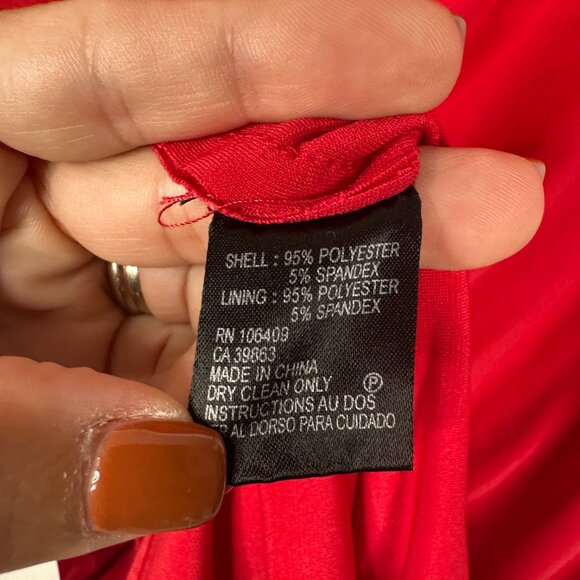 SHELL : 95% POLYESTER
5% SPANDEX
LINING : 95% POLYESTER
5% SPANDEX
RN 106409
CA 39863
MADE IN CHINA
DRY CLEAN ONLY Ⓟ
INSTRUCTIONS AU DOS
AL DORSO PARA CUIDADO